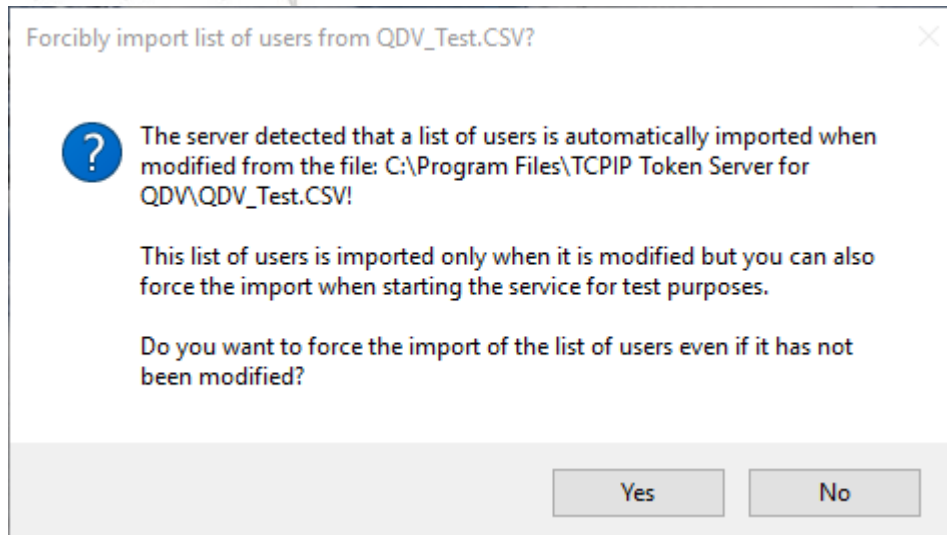 Forcibly import list of users from QDV_Test.CSV?
?
The server detected that a list of users is automatically imported when
modified from the file: C:\Program Files\TCPIP Token Server for
QDV\QDV_Test.CSV!
This list of users is imported only when it is modified but you can also
force the import when starting the service for test purposes.
Do you want to force the import of the list of users even if it has not
been modified?
Yes
No